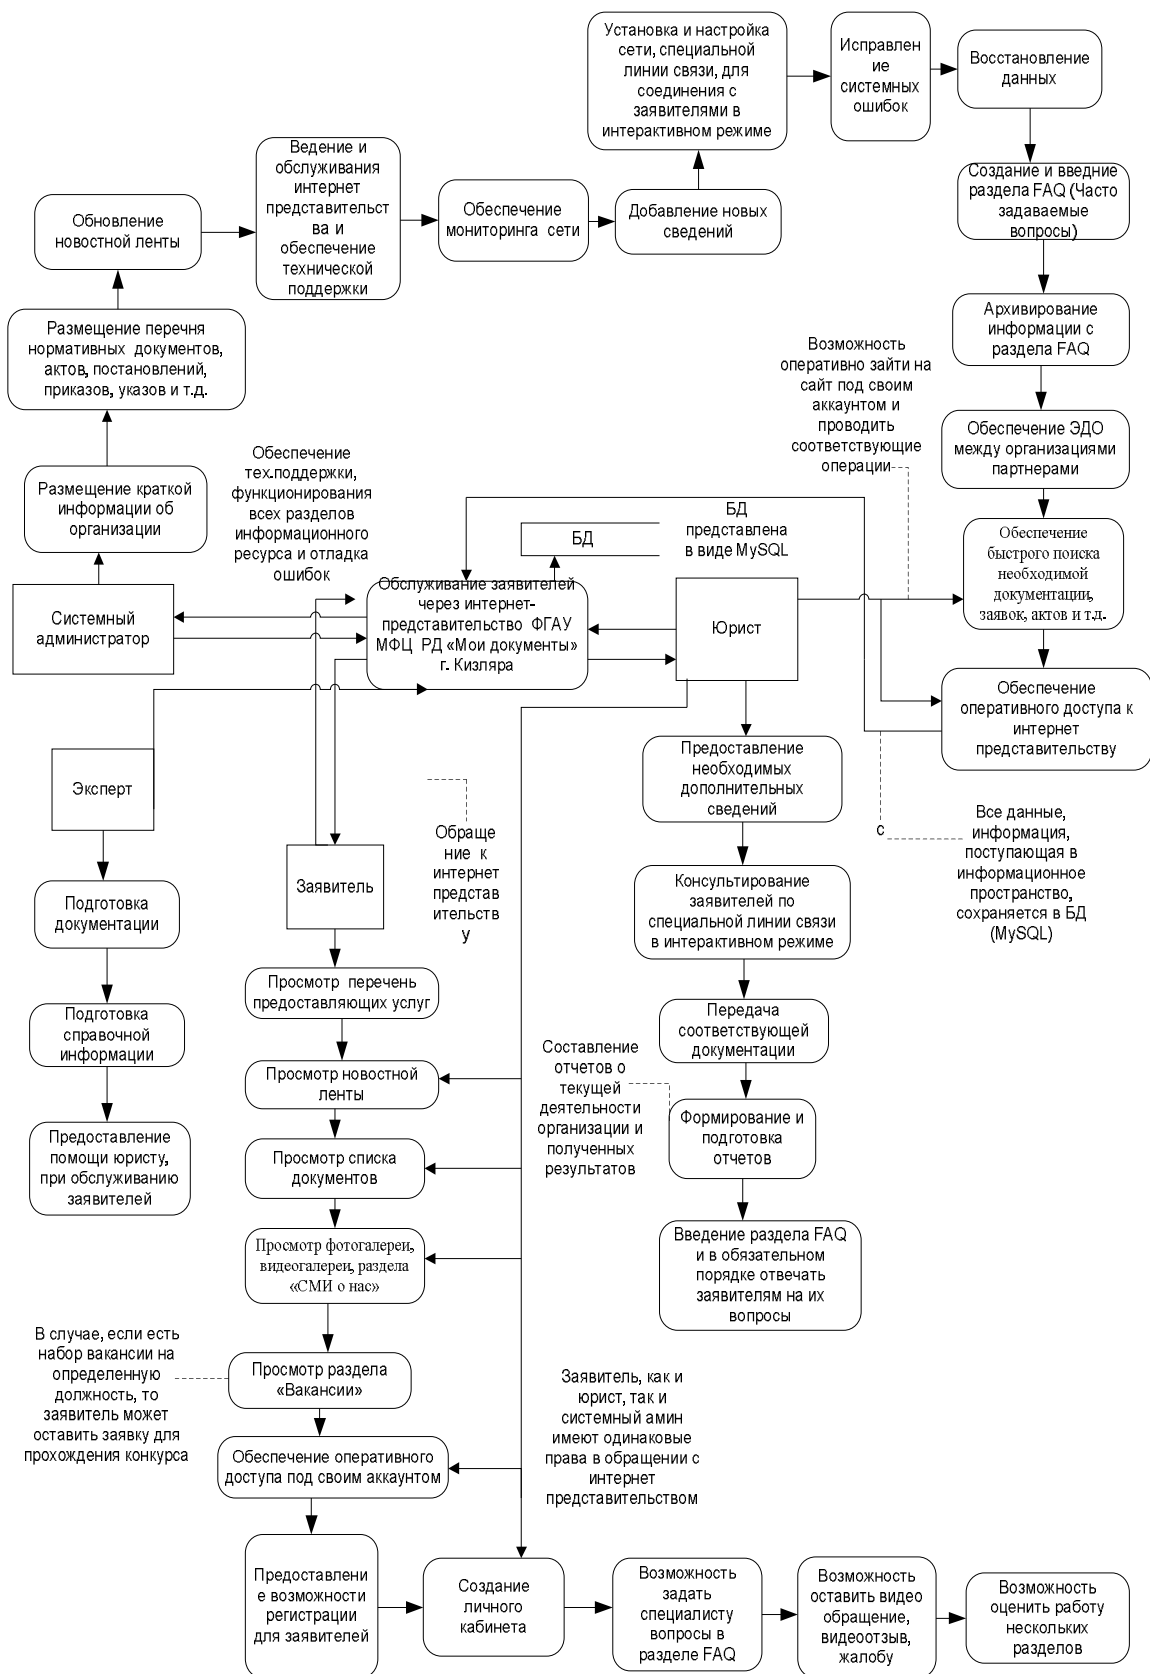 Установка и настройка
сети, специальной
линии связи, для
соединения с
заявителями в
интерактивном режиме
Исправлен
ие
системных
ошибок
Восстановление
данных
Ведение и
обслуживания
интернет
представительст
ва и
обеспечение
технической
поддержки
Обновление
новостной ленты
Обеспечение
мониторинга сети
Добавление новых
сведений
Создание и введние
раздела FAQ (Часто
задаваемые
вопросы)
Размещение перечня
нормативных документов,
актов, постановлений,
приказов, указов и т.д.
Архивирование
информации с
раздела FAQ
Возможность
оперативно зайти на
сайт под своим
аккаунтом и
проводить
соответствующие
операции
Обеспечение ЭДО
между организациями
партнерами
Размещение краткой
информации об
организации
Обеспечение
тех.поддержки,
функционирования
всех разделов
информационного
ресурса и отладка
ошибок
БД
БД
представлена
в виде MySQL
Обеспечение
быстрого поиска
необходимой
документации,
заявок, актов и т.д.
Системный
администратор
Обслуживание заявителей
через интернет-
представительство ФГАУ
МФЦ РД «Мои документы»
г. Кизляра
Юрист
Обеспечение
оперативного доступа к
интернет
представительству
Эксперт
Предоставление
необходимых
дополнительных
сведений
Обраще
ние к
интернет
представ
ительств
у
с
Все данные,
информация,
поступающая в
информационное
пространство,
сохраняется в БД
(MySQL)
Заявитель
Консультирование
заявителей по
специальной линии связи
в интерактивном режиме
Подготовка
документации
Просмотр перечень
предоставляющих услуг
Передача
соответствующей
документации
Подготовка
справочной
информации
Просмотр новостной
ленты
Составление
отчетов о
текущей
деятельности
организации и
полученных
результатов
Формирование и
подготовка
отчетов
Предоставление
помощи юристу,
при обслуживанию
заявителей
Просмотр списка
документов
Просмотр фотогалереи,
видеогалереи, раздела
«СМИ о нас»
Введение раздела FAQ
и в обязательном
порядке отвечать
заявителям на их
вопросы
В случае, если есть
набор вакансии на
определенную
должность, то
заявитель может
оставить заявку для
прохождения конкурса
Просмотр раздела
«Вакансии»
Заявитель, как и
юрист, так и
системный амин
имеют одинаковые
права в обращении с
интернет
представительством
Обеспечение оперативного
доступа под своим аккаунтом
Предоставлени
е возможности
регистрации
для заявителей
Создание
личного
кабинета
Возможность
задать
специалисту
вопросы в
разделе FAQ
Возможность
оставить видео
обращение,
видеоотзыв,
жалобу
Возможность
оценить работу
нескольких
разделов